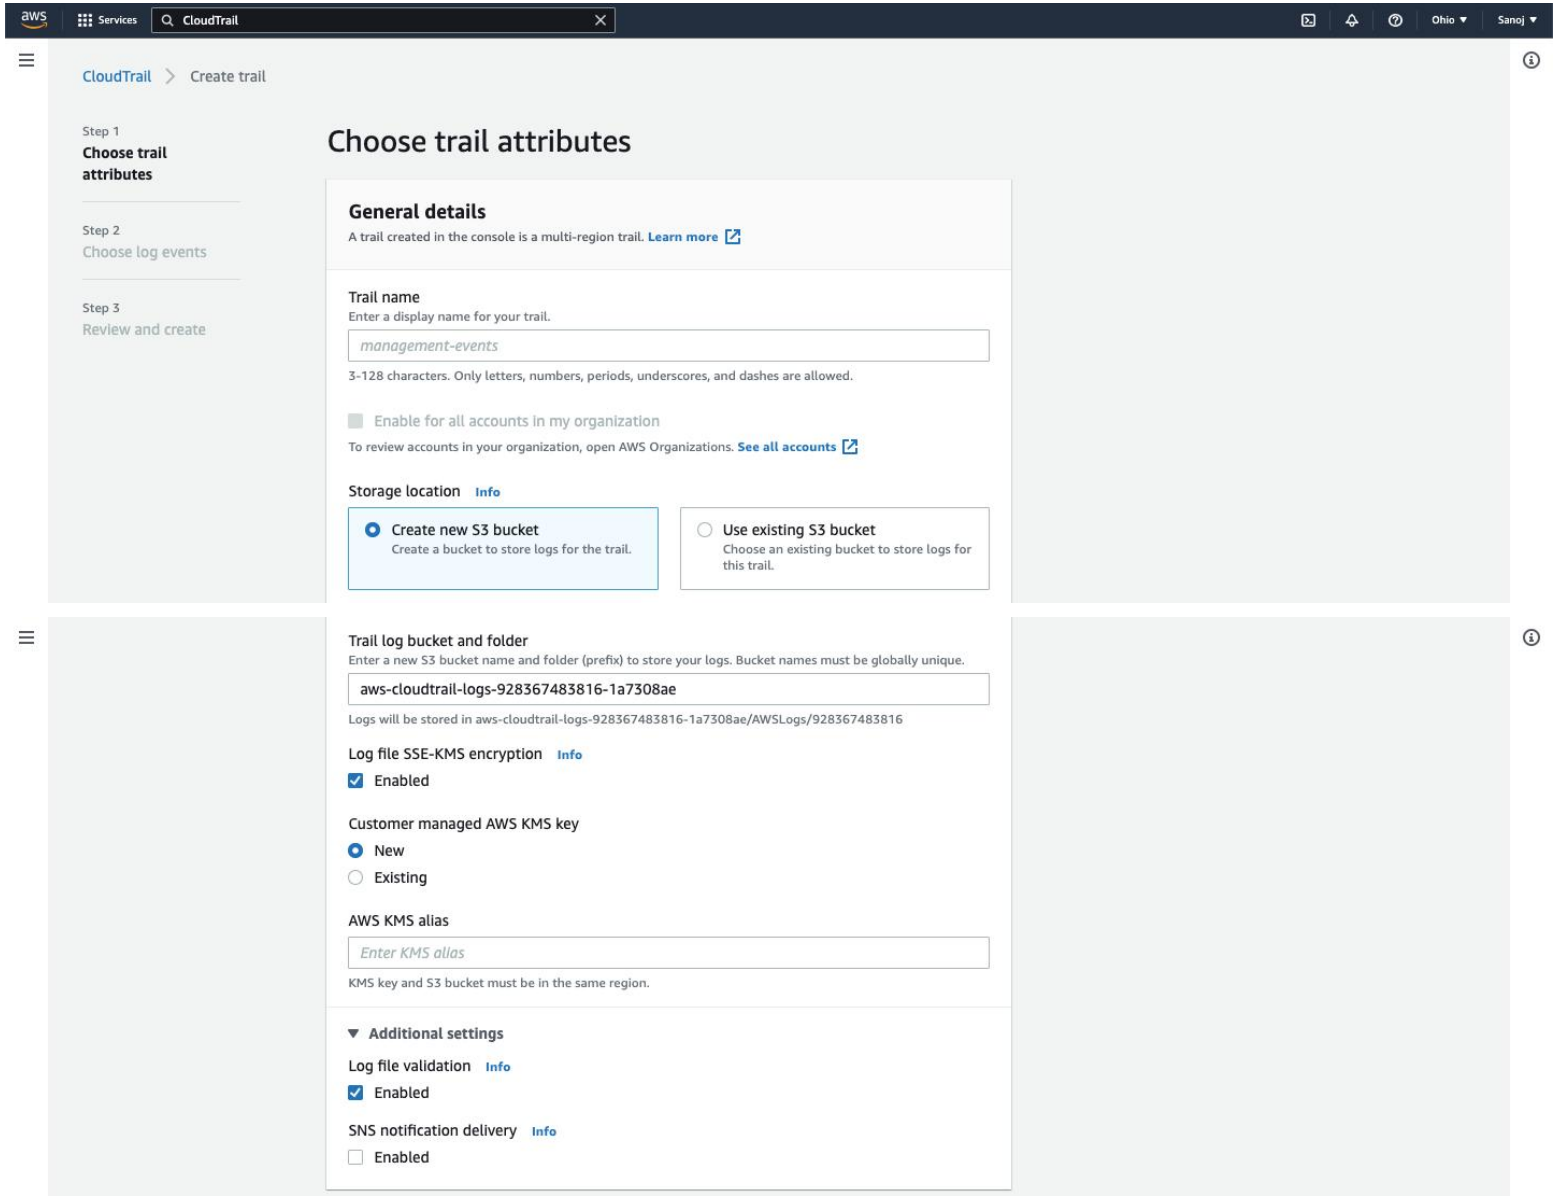 aws
Services
CloudTrail
Ohio
Sanoj
CloudTrail
Create trail
Step 1
Choose trail
attributes
Step 2
Choose log events
Step 3
Review and create
Choose trail attributes
General details
A trail created in the console is a multi-region trail. Learn more
Trail name
Enter a display name for your trail.
management-events
3-128 characters. Only letters, numbers, periods, underscores, and dashes are allowed.
Enable for all accounts in my organization
To review accounts in your organization, open AWS Organizations. See all accounts
Storage location Info
Create new S3 bucket
Create a bucket to store logs for the trail.
Use existing S3 bucket
Choose an existing bucket to store logs for
this trail.
Trail log bucket and folder
Enter a new S3 bucket name and folder (prefix) to store your logs. Bucket names must be globally unique.
aws-cloudtrail-logs-928367483816-1a7308ae
Logs will be stored in aws-cloudtrail-logs-928367483816-1a7308ae/AWSLogs/928367483816
Log file SSE-KMS encryption Info
Enabled
Customer managed AWS KMS key
New
Existing
AWS KMS alias
Enter KMS alias
KMS key and S3 bucket must be in the same region.
Additional settings
Log file validation Info
Enabled
SNS notification delivery Info
Enabled